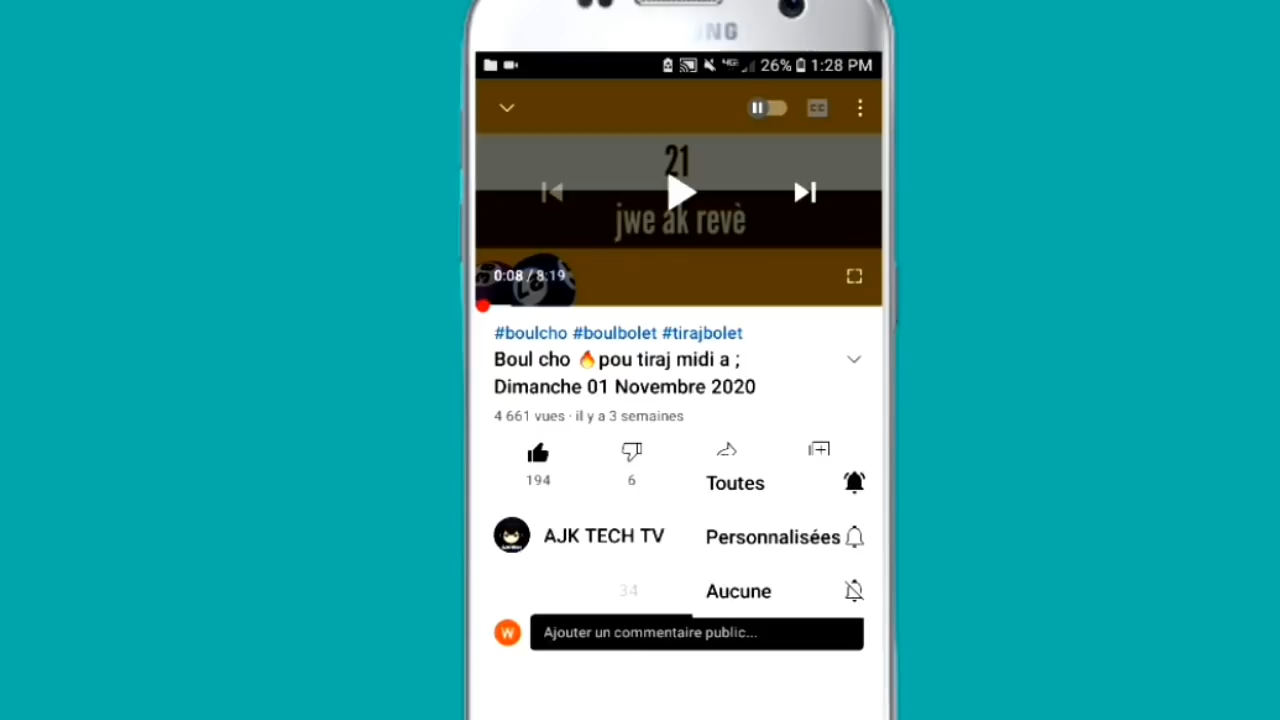 26% 1:28 PM
CC
21
jwe ak revè
0:08 / 8:19
#boulcho #boulbolet #tirajbolet
Boul cho 🔥pou tiraj midi a ;
Dimanche 01 Novembre 2020
4 661 vues · il y a 3 semaines
194
6
Toutes
AJK TECH TV
Personnalisées
34
Aucune
W
Ajouter un commentaire public...